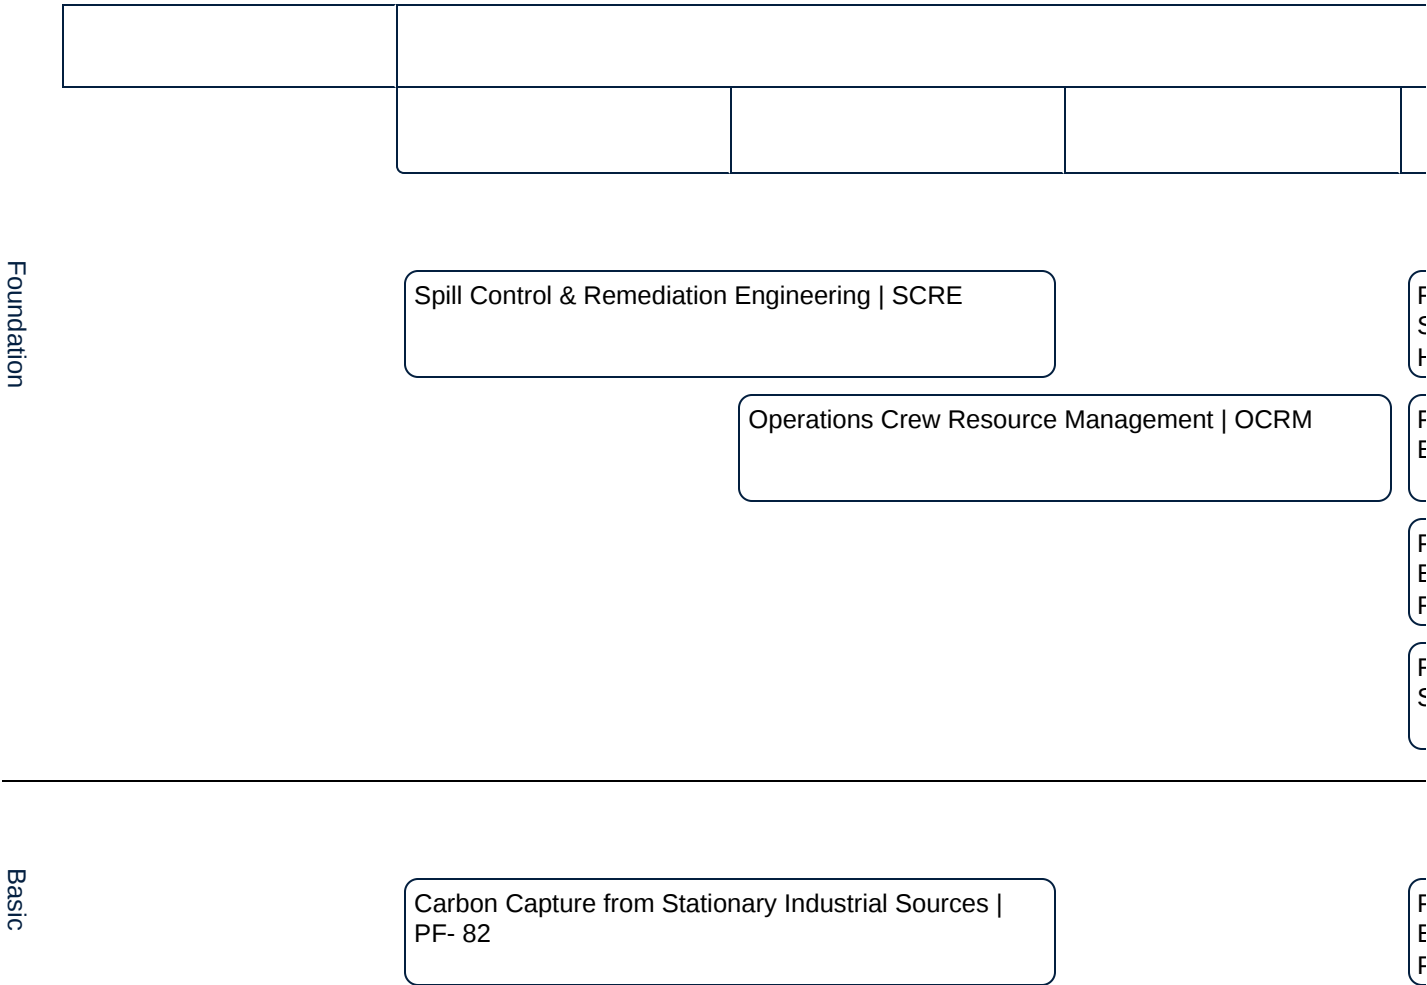 Foundation
Spill Control & Remediation Engineering | SCRE
Operations Crew Resource Management | OCRM
Basic
Carbon Capture from Stationary Industrial Sources |
PF- 82